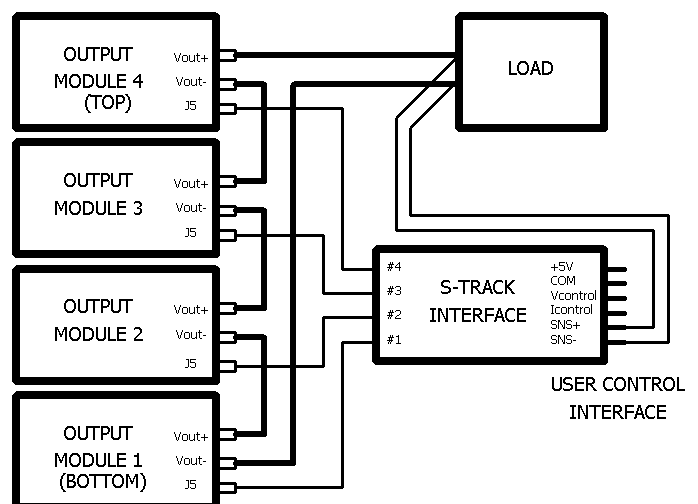 OUTPUT
MODULE 4
(TOP)
Vout+
Vout-
J5
LOAD
OUTPUT
MODULE 3
Vout+
Vout-
J5
OUTPUT
MODULE 2
Vout+
Vout-
J5
OUTPUT
MODULE 1
(BOTTOM)
Vout+
Vout-
J5
#4
#3
#2
#1
S-TRACK
INTERFACE
+5V
COM
Vcontrol
Icontrol
SNS+
SNS-
USER CONTROL
INTERFACE